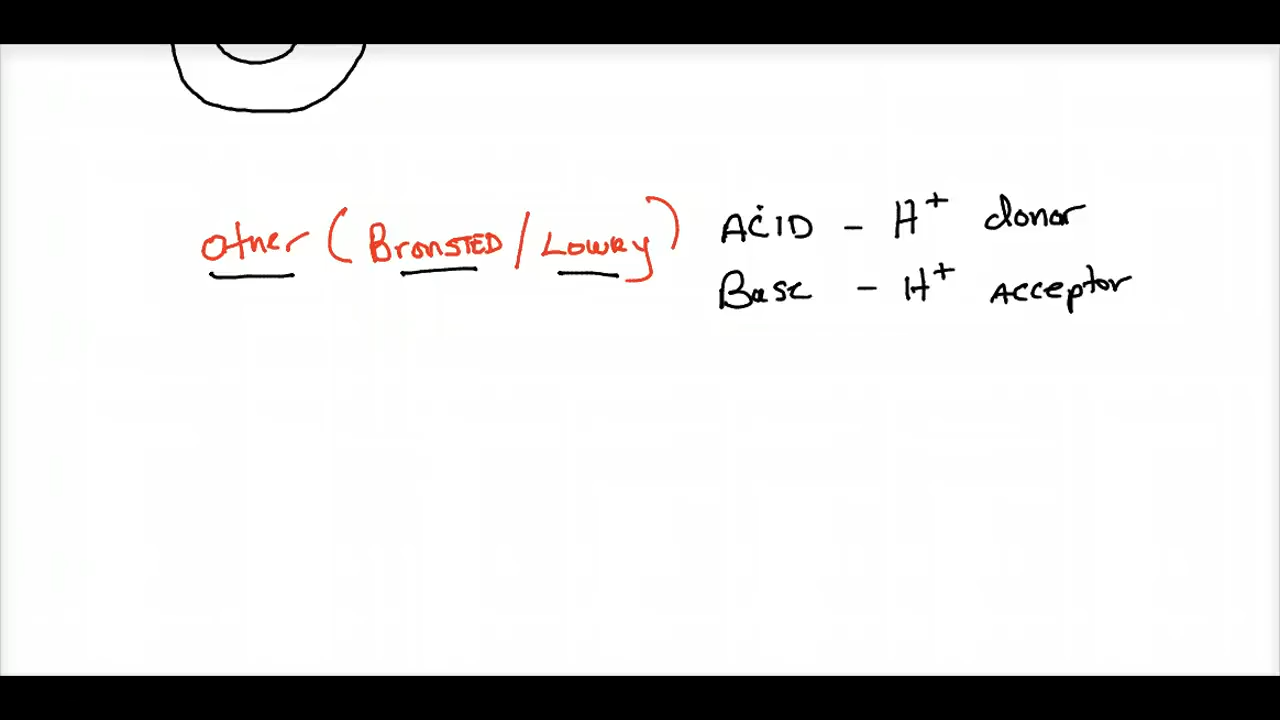 Other (Bronsted/Lowry) ACID - H+ donor
Base - H+ Acceptor